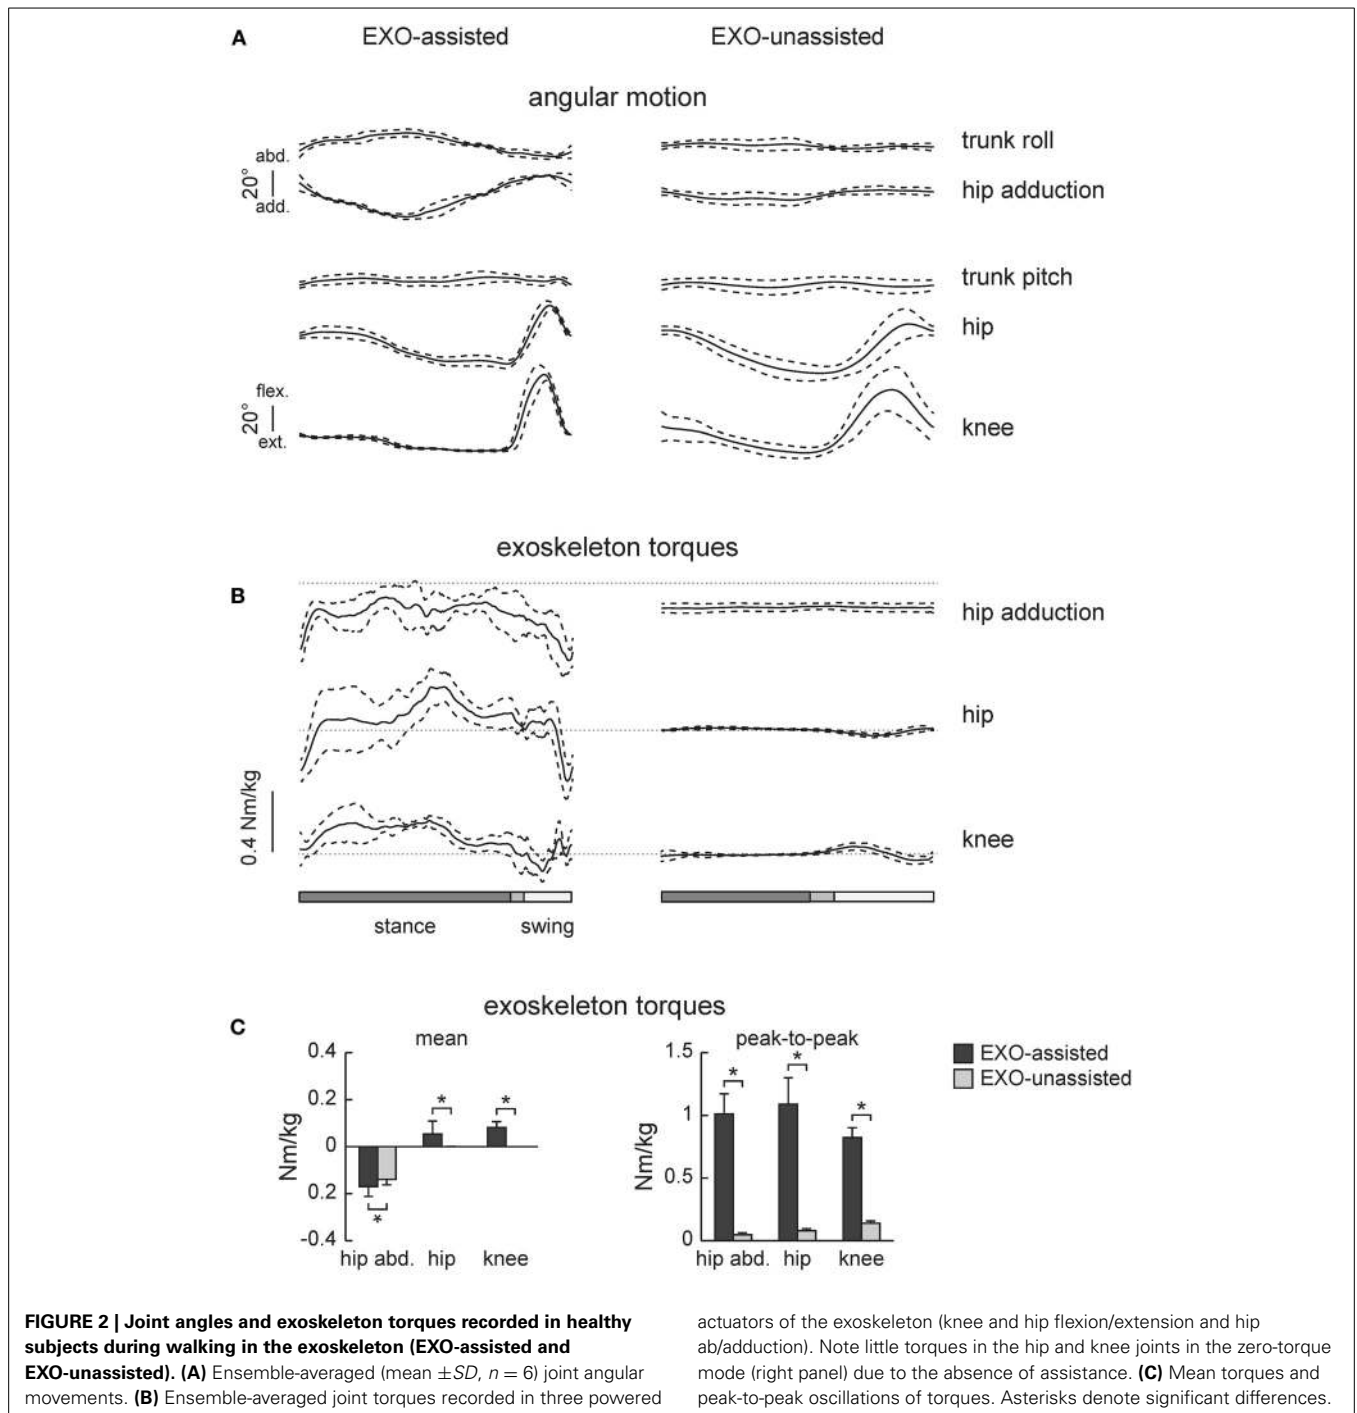 A
EXO-assisted
EXO-unassisted
angular motion
trunk roll
abd.
20°
add.
hip adduction
trunk pitch
hip
flex.
20°
ext.
knee
exoskeleton torques
B
hip adduction
hip
0.4 Nm/kg
knee
stance
swing
exoskeleton torques
C
mean
peak-to-peak
EXO-assisted
EXO-unassisted
Nm/kg
0.4
0.2
0
0.2
-0.4
*
*
*
hip abd.
hip
knee
Nm/kg
1.5
1
0.5
0
*
*
*
hip abd.
hip
knee
FIGURE 2 | Joint angles and exoskeleton torques recorded in healthy
subjects during walking in the exoskeleton (EXO-assisted and
EXO-unassisted). (A) Ensemble-averaged (mean ±SD, n = 6) joint angular
movements. (B) Ensemble-averaged joint torques recorded in three powered
actuators of the exoskeleton (knee and hip flexion/extension and hip
ab/adduction). Note little torques in the hip and knee joints in the zero-torque
mode (right panel) due to the absence of assistance. (C) Mean torques and
peak-to-peak oscillations of torques. Asterisks denote significant differences.